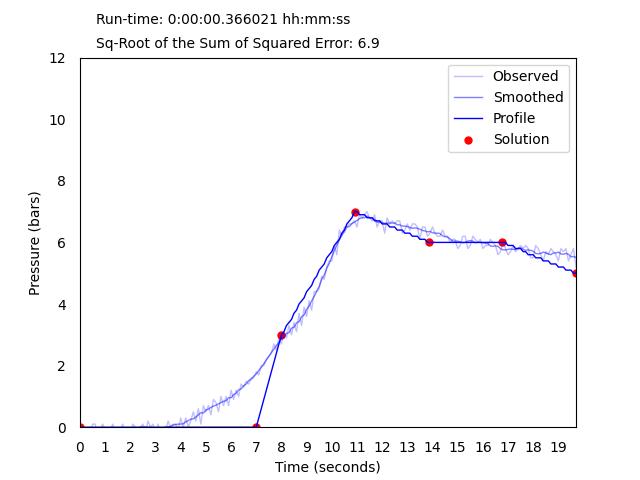 Run-time: 0:00:00.366021 hh:mm:ss
Sq-Root of the Sum of Squared Error: 6.9
12
10
8
6
4
2
0
Pressure (bars)
Observed
Smoothed
Profile
Solution
0 1 2 3 4 5 6 7 8 9 10 11 12 13 14 15 16 17 18 19
Time (seconds)